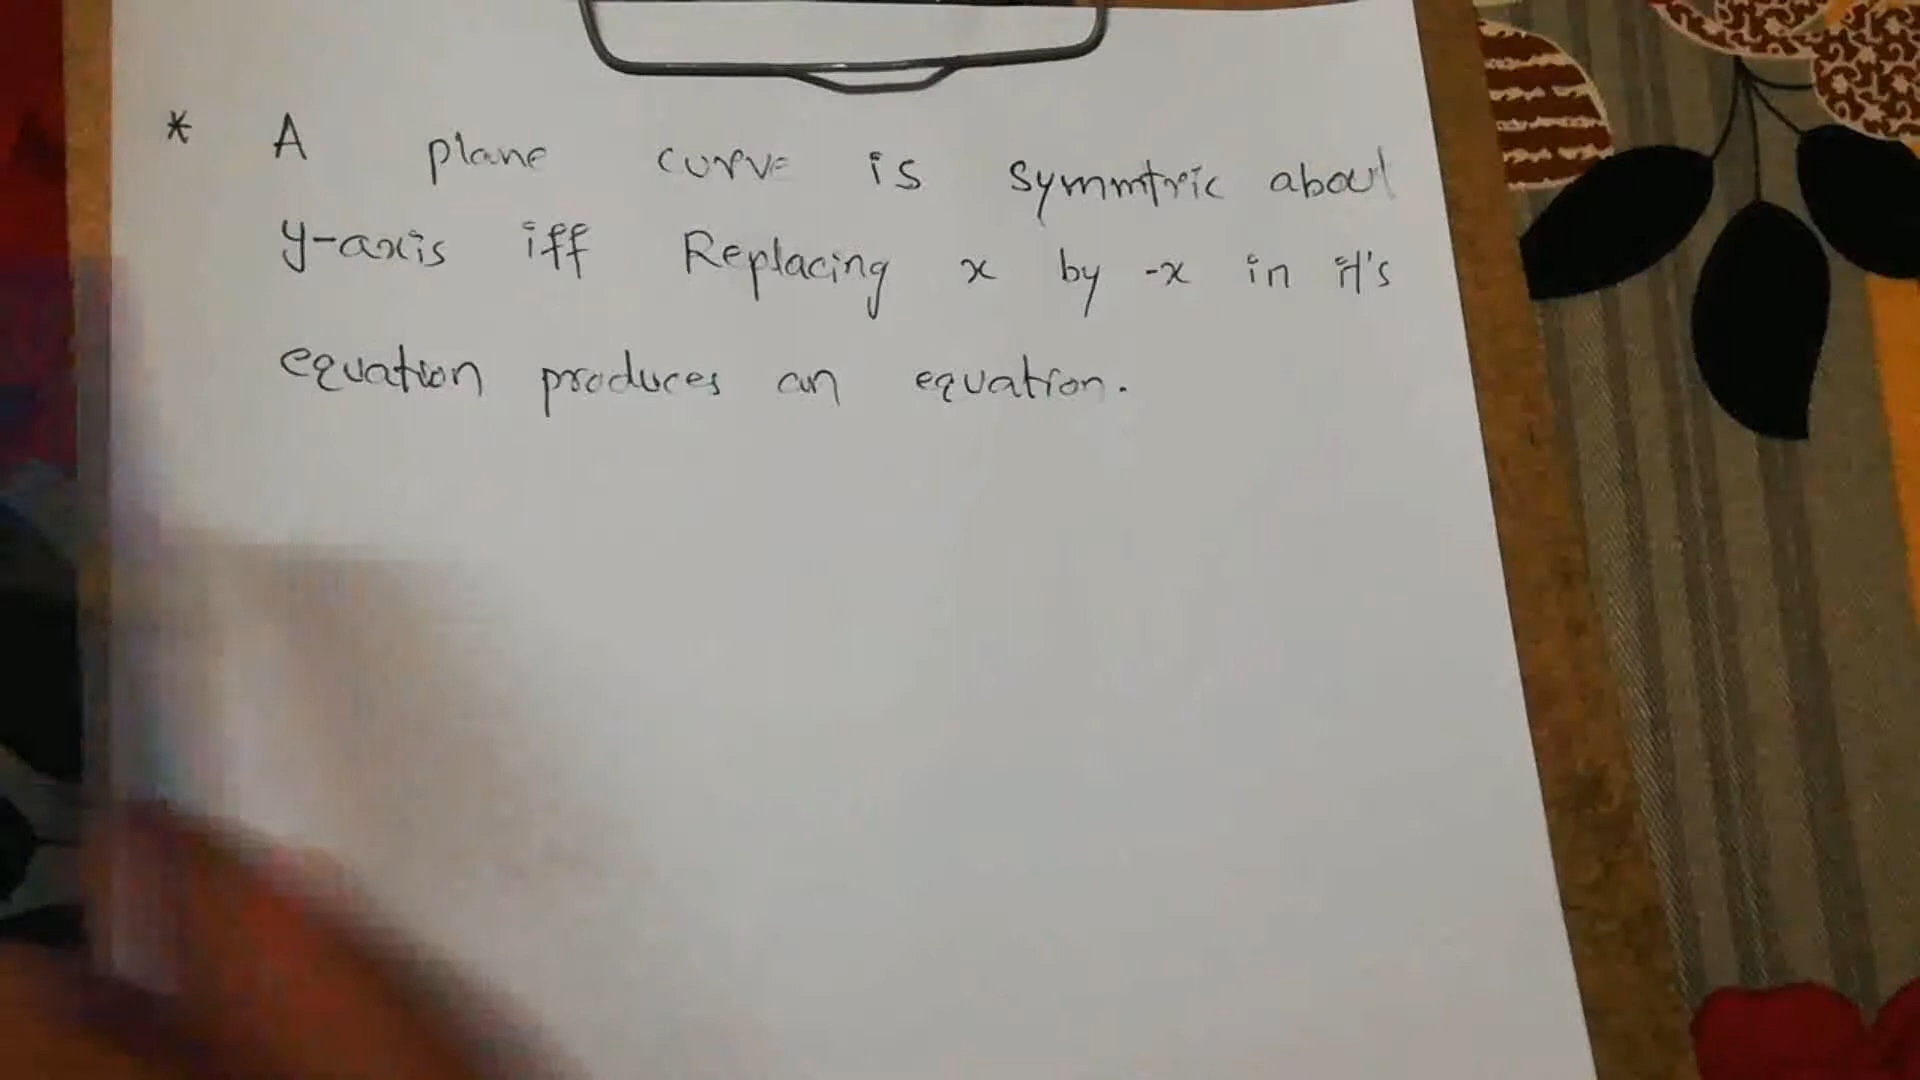 * A plane curve is symmtric about
y-axis iff Replacing x by -x in it's
equation produces an equation.